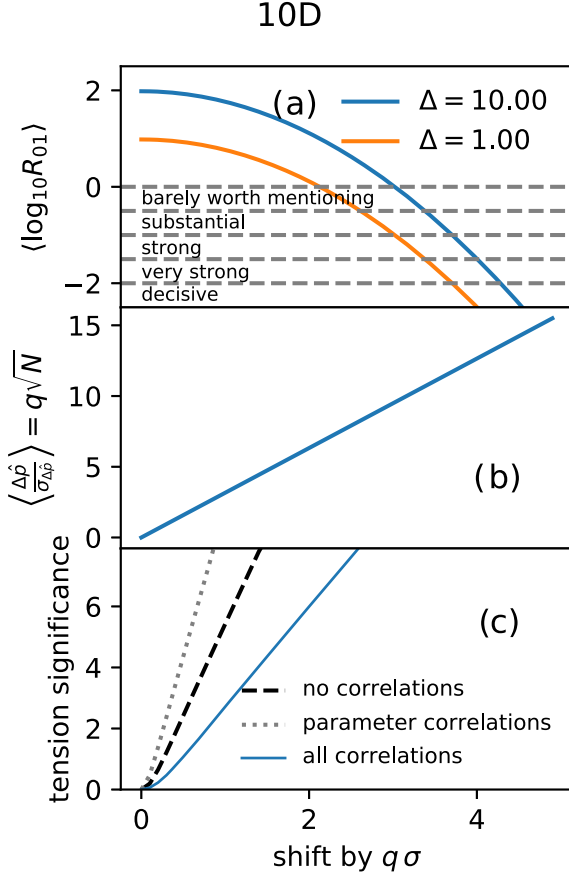 10D
(a)
Δ = 10.00
Δ = 1.00
2
0
−2
⟨log₁₀R₀₁⟩
barely worth mentioning
substantial
strong
very strong
decisive
15
10
5
0
⟨Δp̂/σ_Δp̂⟩ = q√N
(b)
6
4
2
0
tension significance
(c)
no correlations
parameter correlations
all correlations
0 2 4
shift by q σ